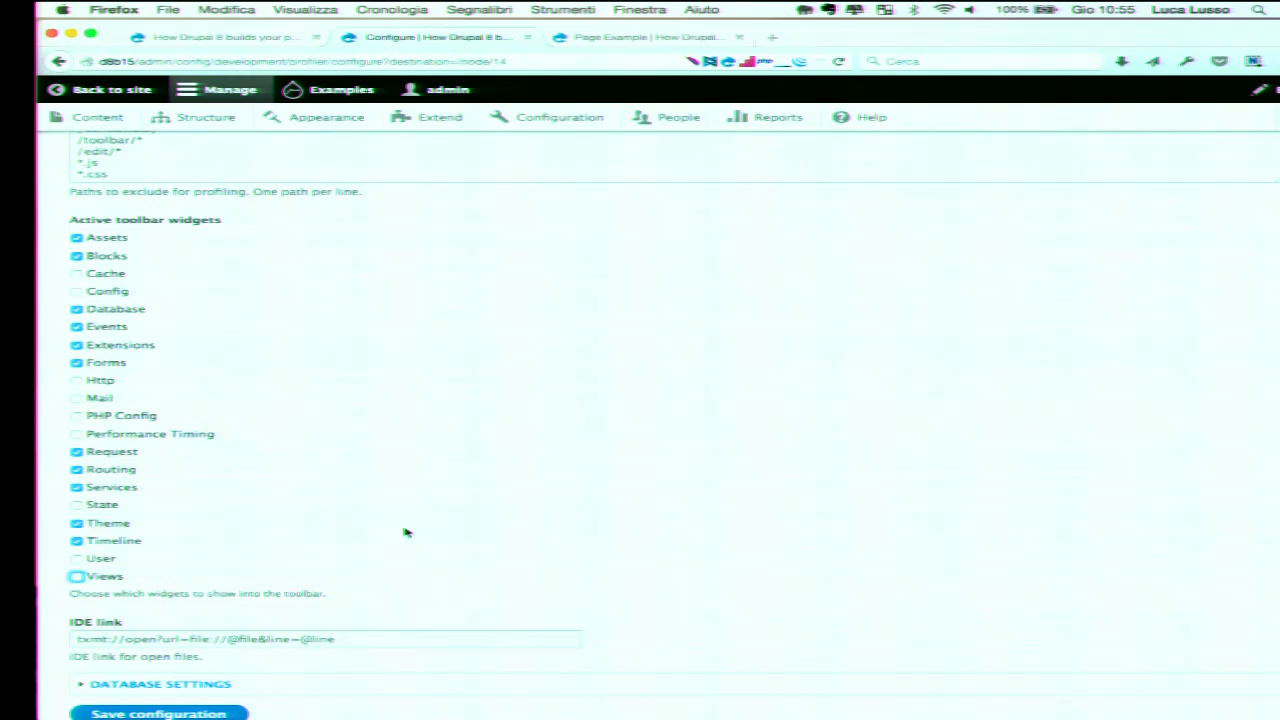 Firefox File Modifica Visualizza Cronologia Segnalibri Strumenti Finestra Aiuto 100% Gio 10:55 Luca Lusso
How Drupal 8 builds your p... Configure | How Drupal 8 b... Page Example | How Drupal...
d8b15/admin/config/development/profiler/configure?destination=/node/14 php Cerca
Back to site Manage Examples admin
Content Structure Appearance Extend Configuration People Reports Help
/toolbar/*
/edit/*
*.js
*.css
Paths to exclude for profiling. One path per line.
Active toolbar widgets
Assets
Blocks
Cache
Config
Database
Events
Extensions
Forms
Http
Mail
PHP Config
Performance Timing
Request
Routing
Services
State
Theme
Timeline
User
Views
Choose which widgets to show into the toolbar.
IDE link
txmt://open?url=file://@file&line=@line
IDE link for open files.
DATABASE SETTINGS
Save configuration